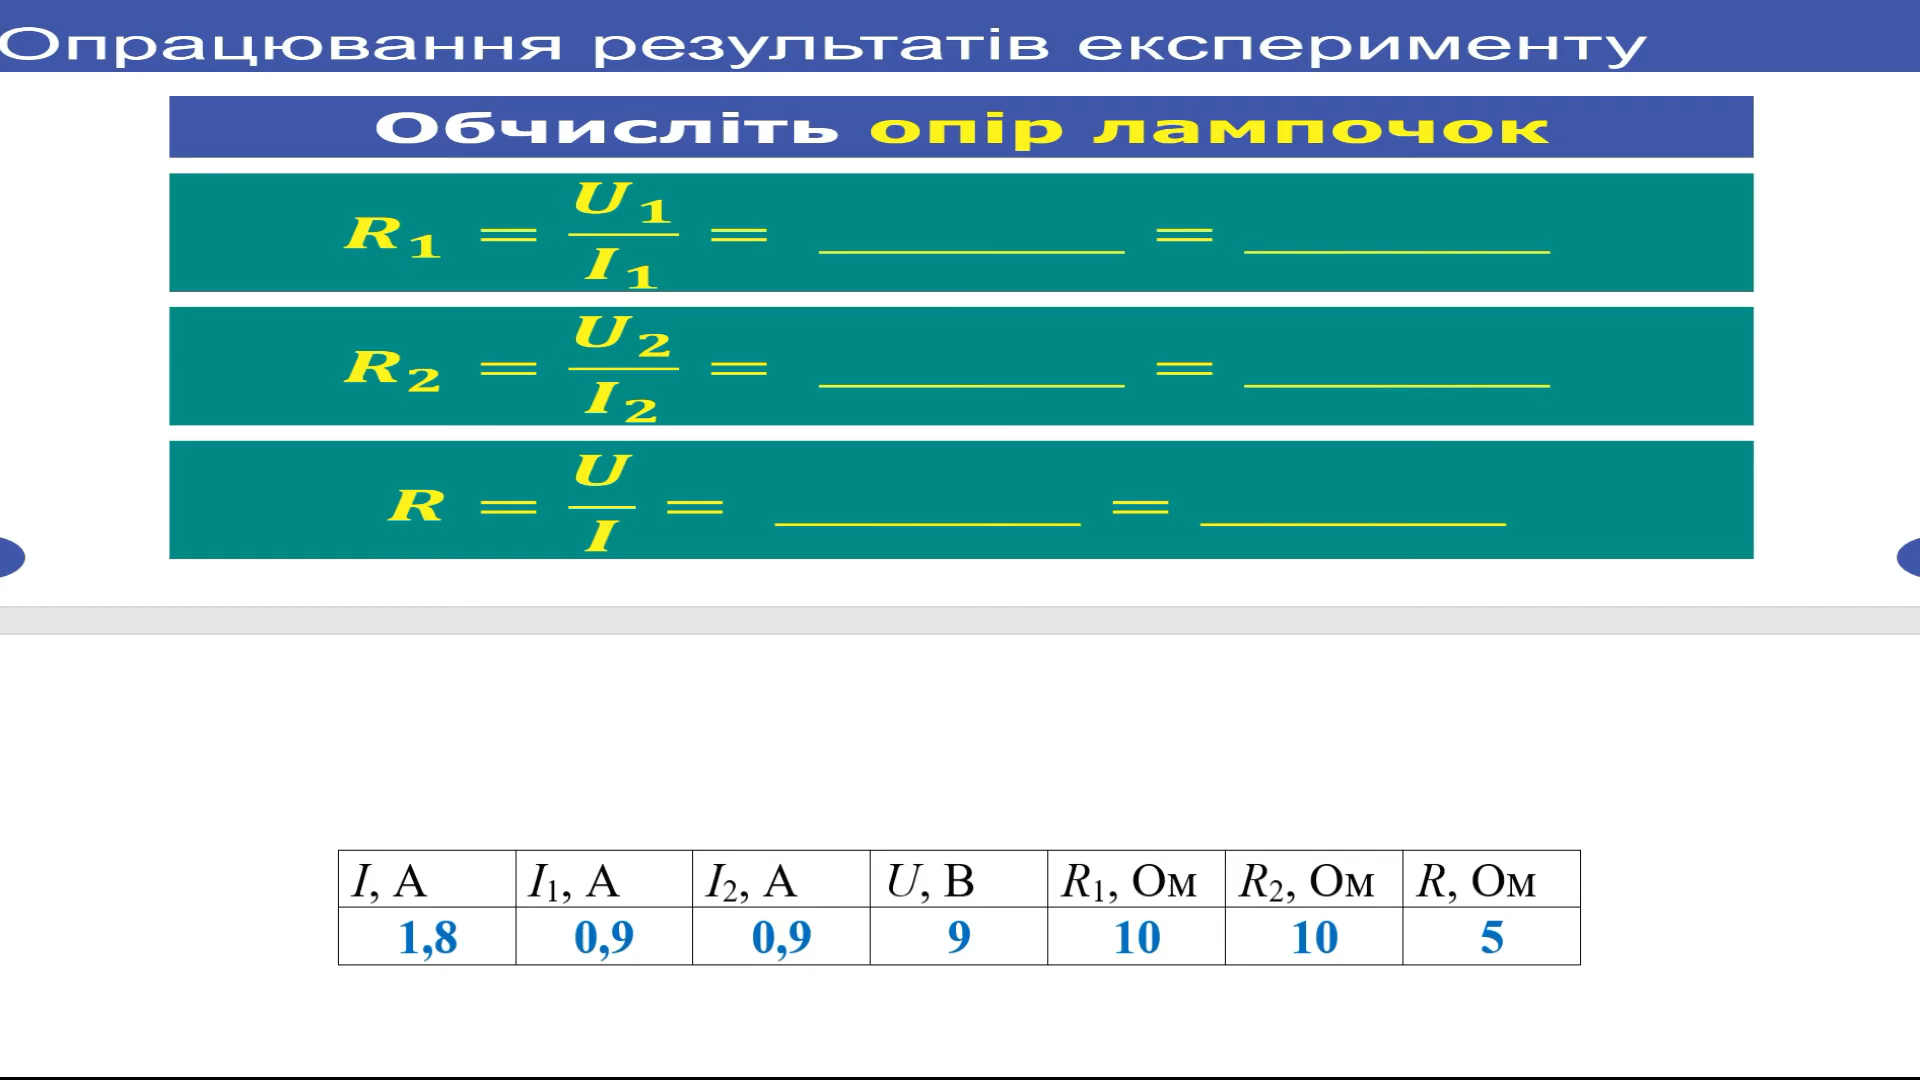 Опрацювання результатів експерименту
Обчисліть опір лампочок
R₁ = U₁/I₁ = ________ = ________
R₂ = U₂/I₂ = ________ = ________
R = U/I = ________ = ________
I, А I₁, А I₂, А U, В R₁, Ом R₂, Ом R, Ом
1,8 0,9 0,9 9 10 10 5